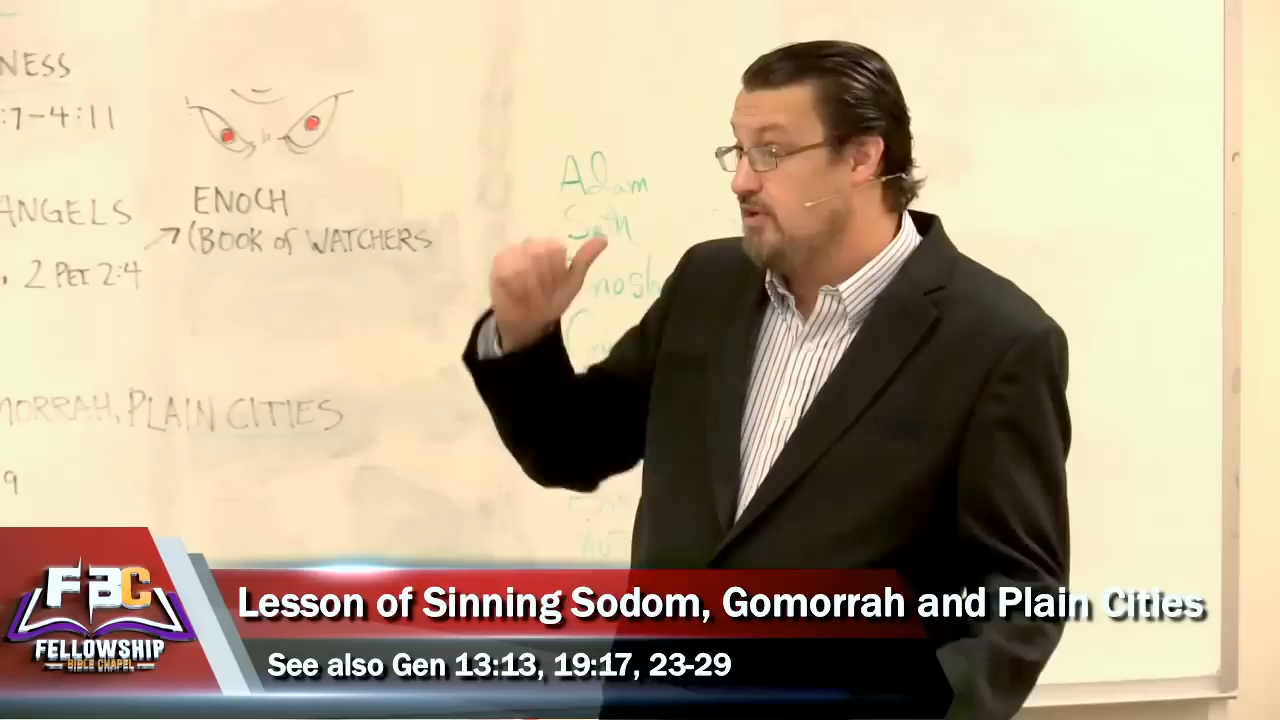 NESS
:7-4:11
ANGELS
. 2 PET 2:4
ENOCH
(BOOK of WATCHERS
MORRAH, PLAIN CITIES
9
Adam
Seth
nosh
FBC
FELLOWSHIP
BIBLE CHAPEL
Lesson of Sinning Sodom, Gomorrah and Plain Cities
See also Gen 13:13, 19:17, 23-29